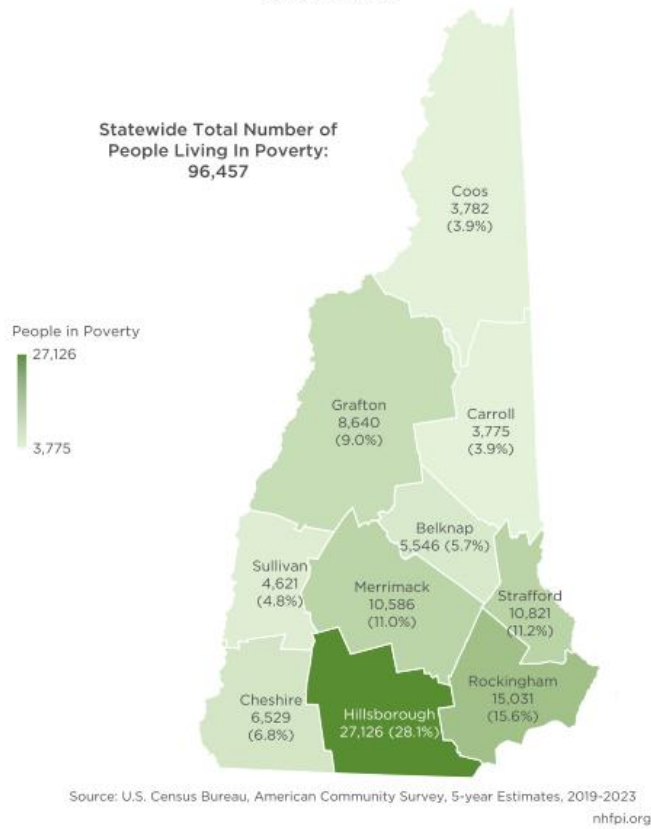 Statewide Total Number of
People Living In Poverty:
96,457
Coos
3,782
(3.9%)
People in Poverty
27,126
3,775
Grafton
8,640
(9.0%)
Carroll
3,775
(3.9%)
Belknap
5,546 (5.7%)
Sullivan
4,621
(4.8%)
Merrimack
10,586
(11.0%)
Strafford
10,821
(11.2%)
Rockingham
15,031
(15.6%)
Cheshire
6,529
(6.8%)
Hillsborough
27,126 (28.1%)
Source: U.S. Census Bureau, American Community Survey, 5-year Estimates, 2019-2023
nhfpi.org